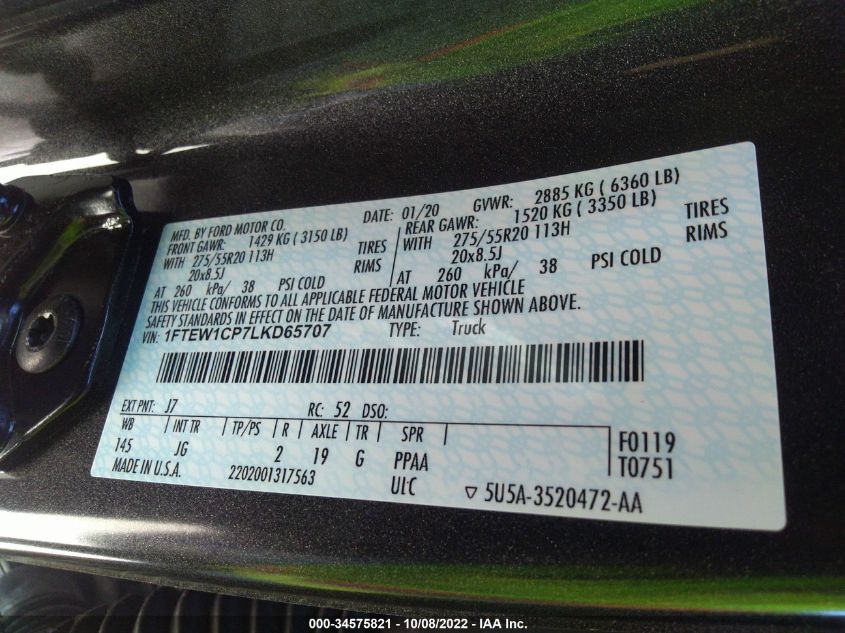 MFD. BY FORD MOTOR CO. DATE: 01/20 GVWR: 2885 KG ( 6360 LB)
FRONT GAWR: 1429 KG ( 3150 LB) REAR GAWR: 1520 KG ( 3350 LB)
WITH 275/55R20 113H TIRES WITH 275/55R20 113H TIRES
20x8.5J RIMS 20x8.5J RIMS
AT 260 kPa/ 38 PSI COLD AT 260 kPa/ 38 PSI COLD
THIS VEHICLE CONFORMS TO ALL APPLICABLE FEDERAL MOTOR VEHICLE
SAFETY STANDARDS IN EFFECT ON THE DATE OF MANUFACTURE SHOWN ABOVE.
VIN: 1FTEW1CP7LKD65707 TYPE: Truck
EXT PNT: J7 RC: 52 DSO:
WB INT TR TP/PS R AXLE TR SPR F0119
145 JG 2 19 G PPAA T0751
MADE IN U.S.A. 2202001317563 UI:C ▽ 5U5A-3520472-AA
000-34575821 - 10/08/2022 - IAA Inc.